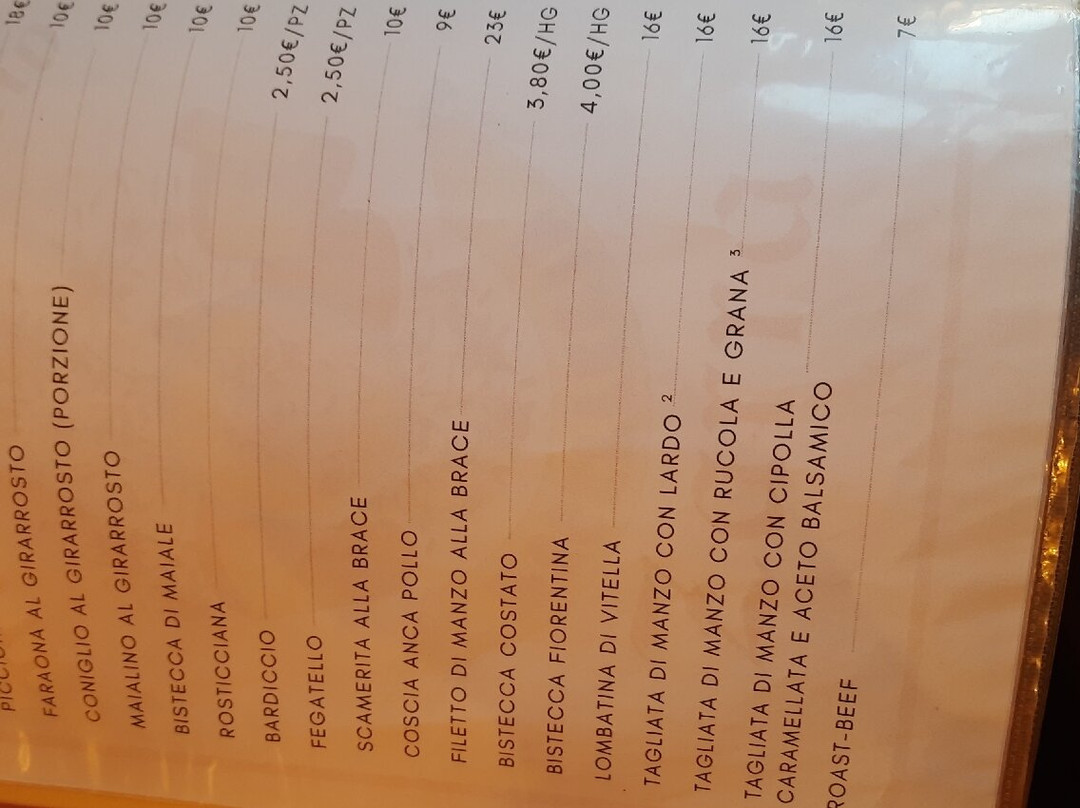 18€
FARAONA AL GIRARROSTO 10€
CONIGLIO AL GIRARROSTO (PORZIONE) 10€
MAIALINO AL GIRARROSTO 10€
BISTECCA DI MAIALE 10€
ROSTICCIANA 10€
BARDICCIO 2,50€/PZ
FEGATELLO 2,50€/PZ
SCAMERITA ALLA BRACE 10€
COSCIA ANCA POLLO 9€
FILETTO DI MANZO ALLA BRACE 23€
BISTECCA COSTATO 3,80€/HG
BISTECCA FIORENTINA 4,00€/HG
LOMBATINA DI VITELLA 16€
TAGLIATA DI MANZO CON LARDO ² 16€
TAGLIATA DI MANZO CON RUCOLA E GRANA ³ 16€
TAGLIATA DI MANZO CON CIPOLLA
CARAMELLATA E ACETO BALSAMICO 16€
ROAST-BEEF 7€